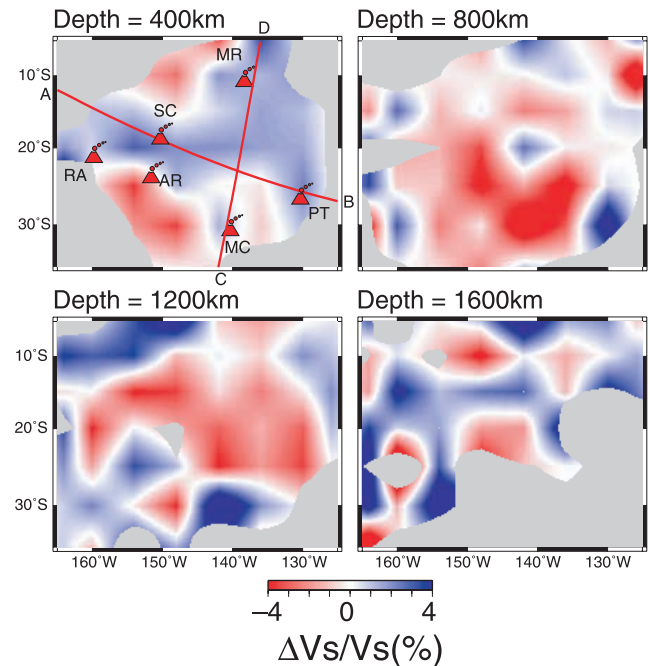 Depth = 400km
Depth = 800km
D
MR
10˚S
A
SC
20˚S
RA
AR
B
PT
30˚S
MC
C
Depth = 1200km
Depth = 1600km
10˚S
20˚S
30˚S
160˚W 150˚W 140˚W 130˚W
160˚W 150˚W 140˚W 130˚W
−4 0 4
ΔVs/Vs(%)